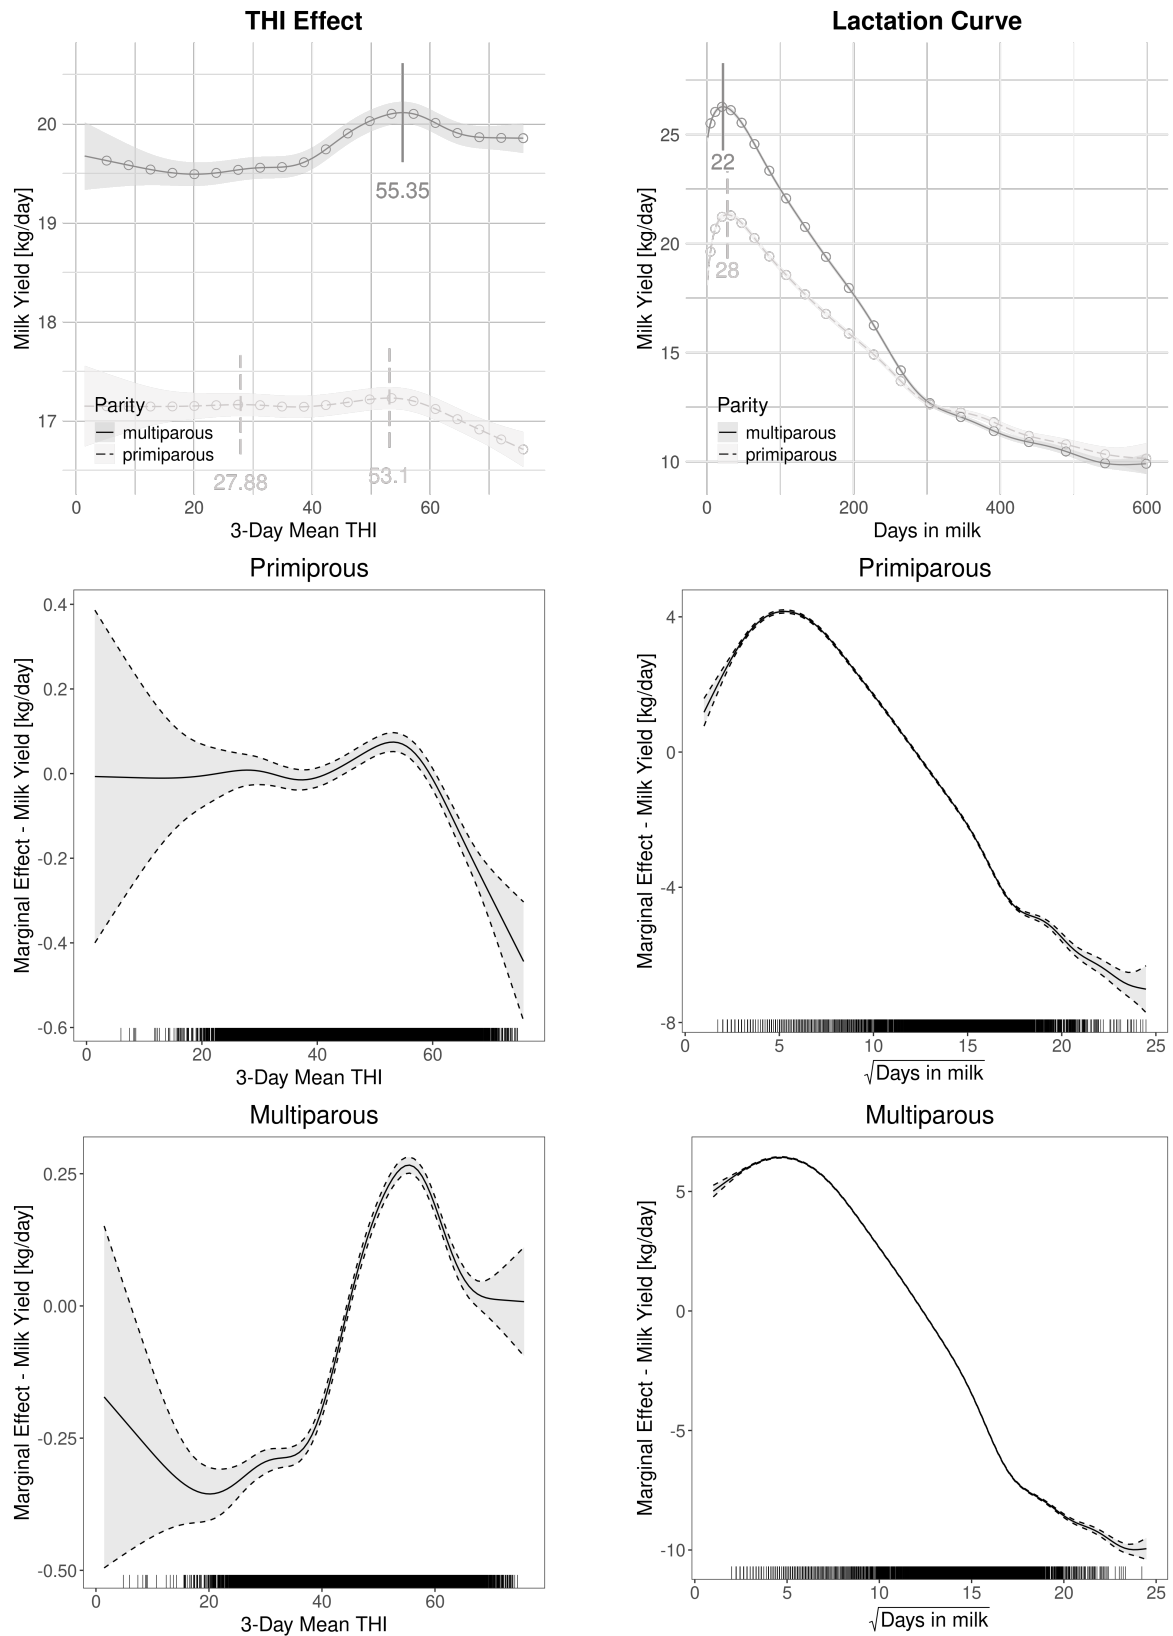 THI Effect
Milk Yield [kg/day]
20
19
18
17
55.35
27.88
53.1
Parity
multiparous
primiparous
0 20 40 60
3-Day Mean THI
Lactation Curve
Milk Yield [kg/day]
25
20
15
10
22
28
Parity
multiparous
primiparous
0 200 400 600
Days in milk
Primiprous
Marginal Effect - Milk Yield [kg/day]
0.4
0.2
0.0
-0.2
-0.4
-0.6
0 20 40 60
3-Day Mean THI
Primiparous
Marginal Effect - Milk Yield [kg/day]
4
0
-4
-8
0 5 10 15 20 25
√Days in milk
Multiparous
Marginal Effect - Milk Yield [kg/day]
0.25
0.00
-0.25
-0.50
0 20 40 60
3-Day Mean THI
Multiparous
Marginal Effect - Milk Yield [kg/day]
5
0
-5
-10
0 5 10 15 20 25
√Days in milk